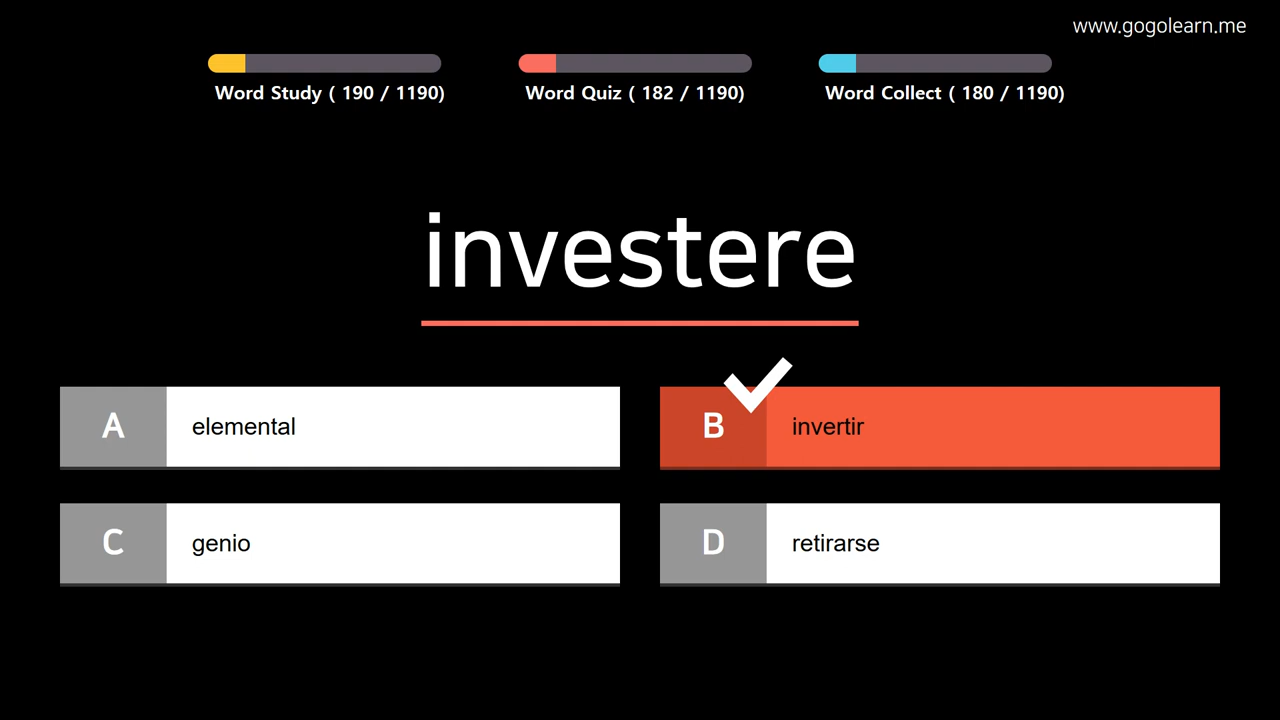 www.gogolearn.me
Word Study ( 190 / 1190)
Word Quiz ( 182 / 1190)
Word Collect ( 180 / 1190)
investere
A
elemental
B
invertir
C
genio
D
retirarse